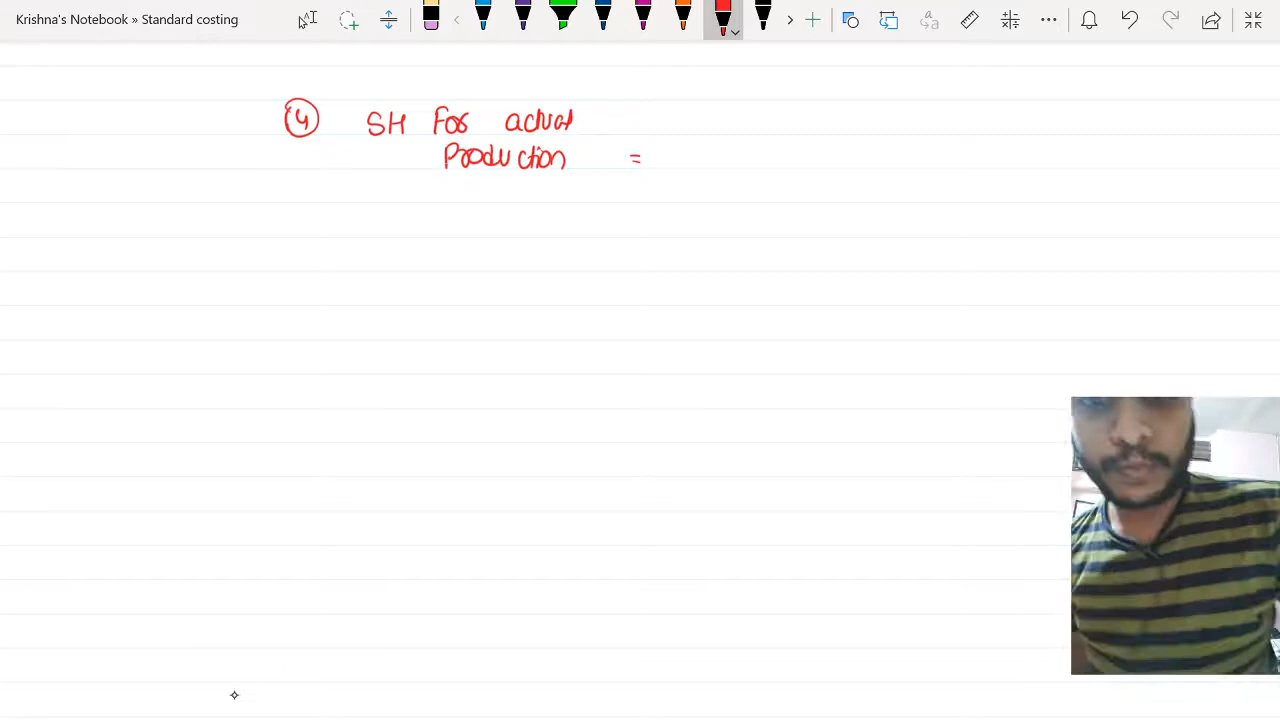 Krishna's Notebook » Standard costing
(4) SH For actual
Production =